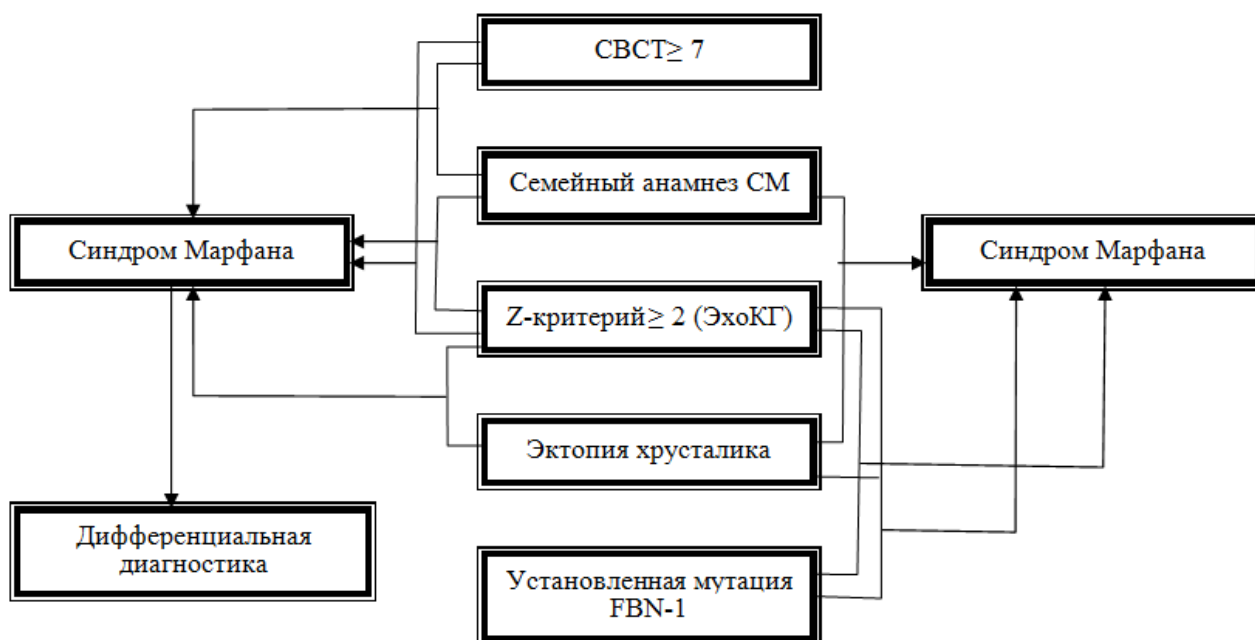 СВСТ≥ 7
Семейный анамнез СМ
Синдром Марфана
Синдром Марфана
Z-критерий≥ 2 (ЭхоКГ)
Эктопия хрусталика
Дифференциальная
диагностика
Установленная мутация
FBN-1